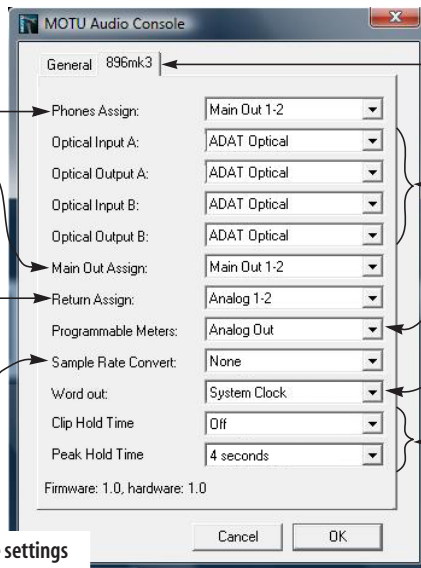 MOTU Audio Console
General 896mk3
Phones Assign: Main Out 1-2
Optical Input A: ADAT Optical
Optical Output A: ADAT Optical
Optical Input B: ADAT Optical
Optical Output B: ADAT Optical
Main Out Assign: Main Out 1-2
Return Assign: Analog 1-2
Programmable Meters: Analog Out
Sample Rate Convert: None
Word out: System Clock
Clip Hold Time Off
Peak Hold Time 4 seconds
Firmware: 1.0, hardware: 1.0
Cancel OK
settings